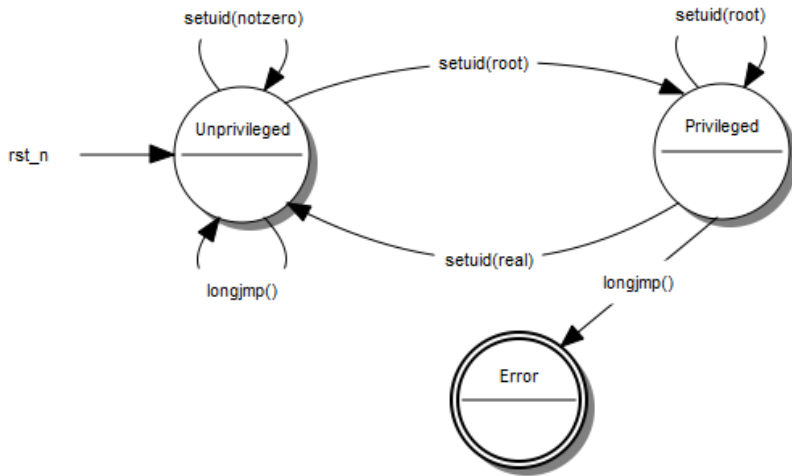 setuid(notzero)
setuid(root)
setuid(root)
Unprivileged
Privileged
rst_n
setuid(real)
longjmp()
longjmp()
Error